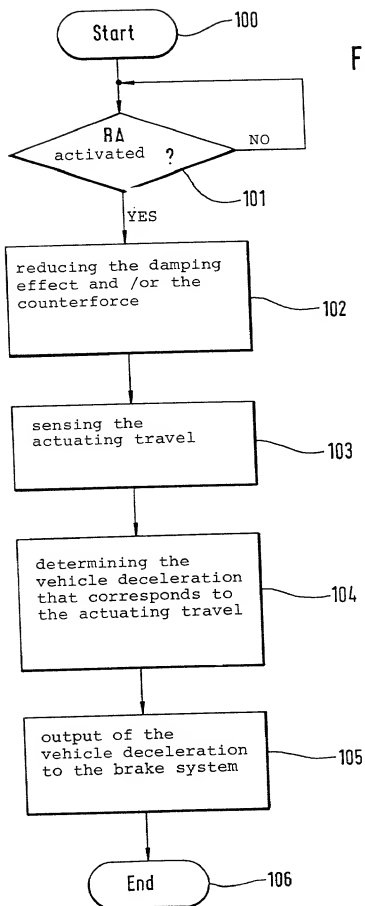 Start
100
F
BA
activated ?
NO
101
YES
reducing the damping
effect and /or the
counterforce
102
sensing the
actuating travel
103
determining the
vehicle deceleration
that corresponds to
the actuating travel
104
output of the
vehicle deceleration
to the brake system
105
End
106